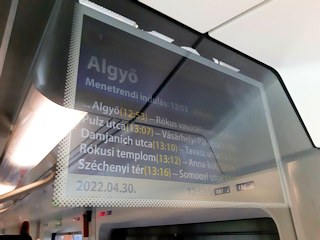 Algyő
Menetrendi indulás: 12:53
Algyő(12:53) – Rókus
Pulz utca(13:07) – Vásárhelyi P
Damjanich utca(13:10) – Tavasz
Rókusi templom(13:12) – Anna
Széchenyi tér(13:16) – Somogyi
2022.04.30.